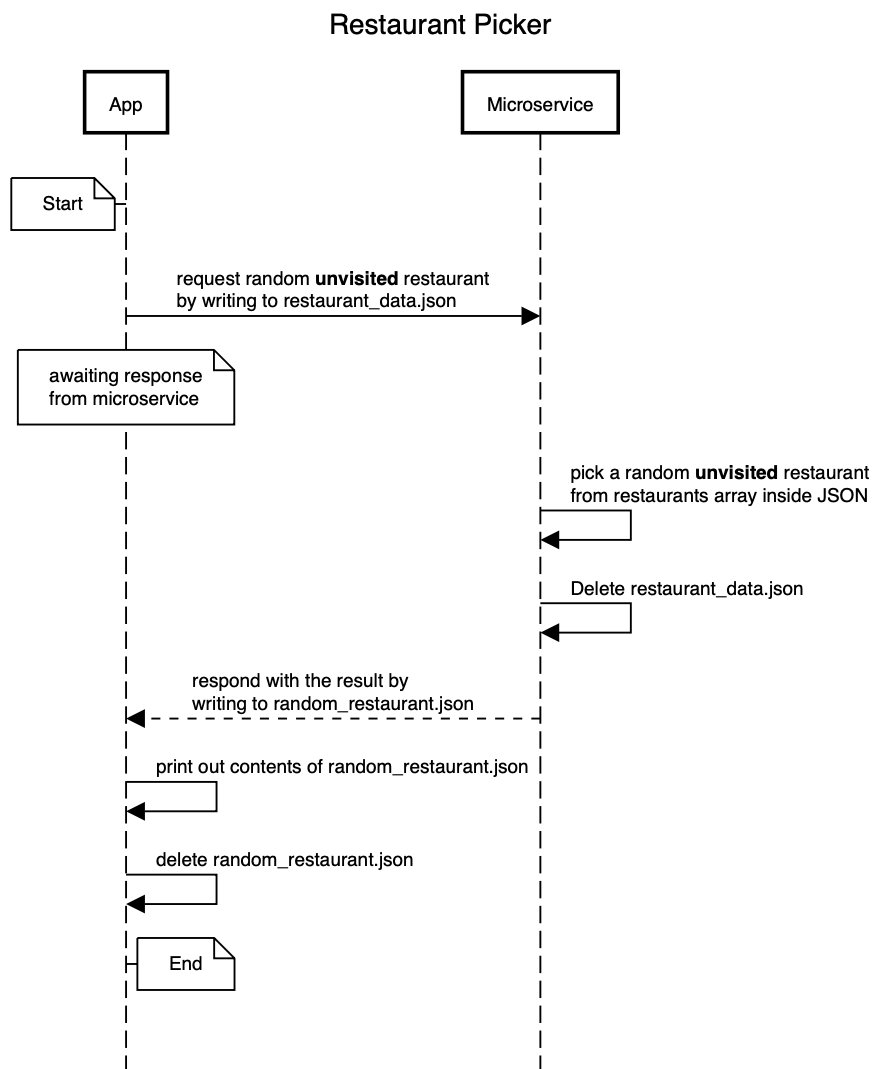 Restaurant Picker
App
Microservice
Start
request random unvisited restaurant
by writing to restaurant_data.json
awaiting response
from microservice
pick a random unvisited restaurant
from restaurants array inside JSON
Delete restaurant_data.json
respond with the result by
writing to random_restaurant.json
print out contents of random_restaurant.json
delete random_restaurant.json
End